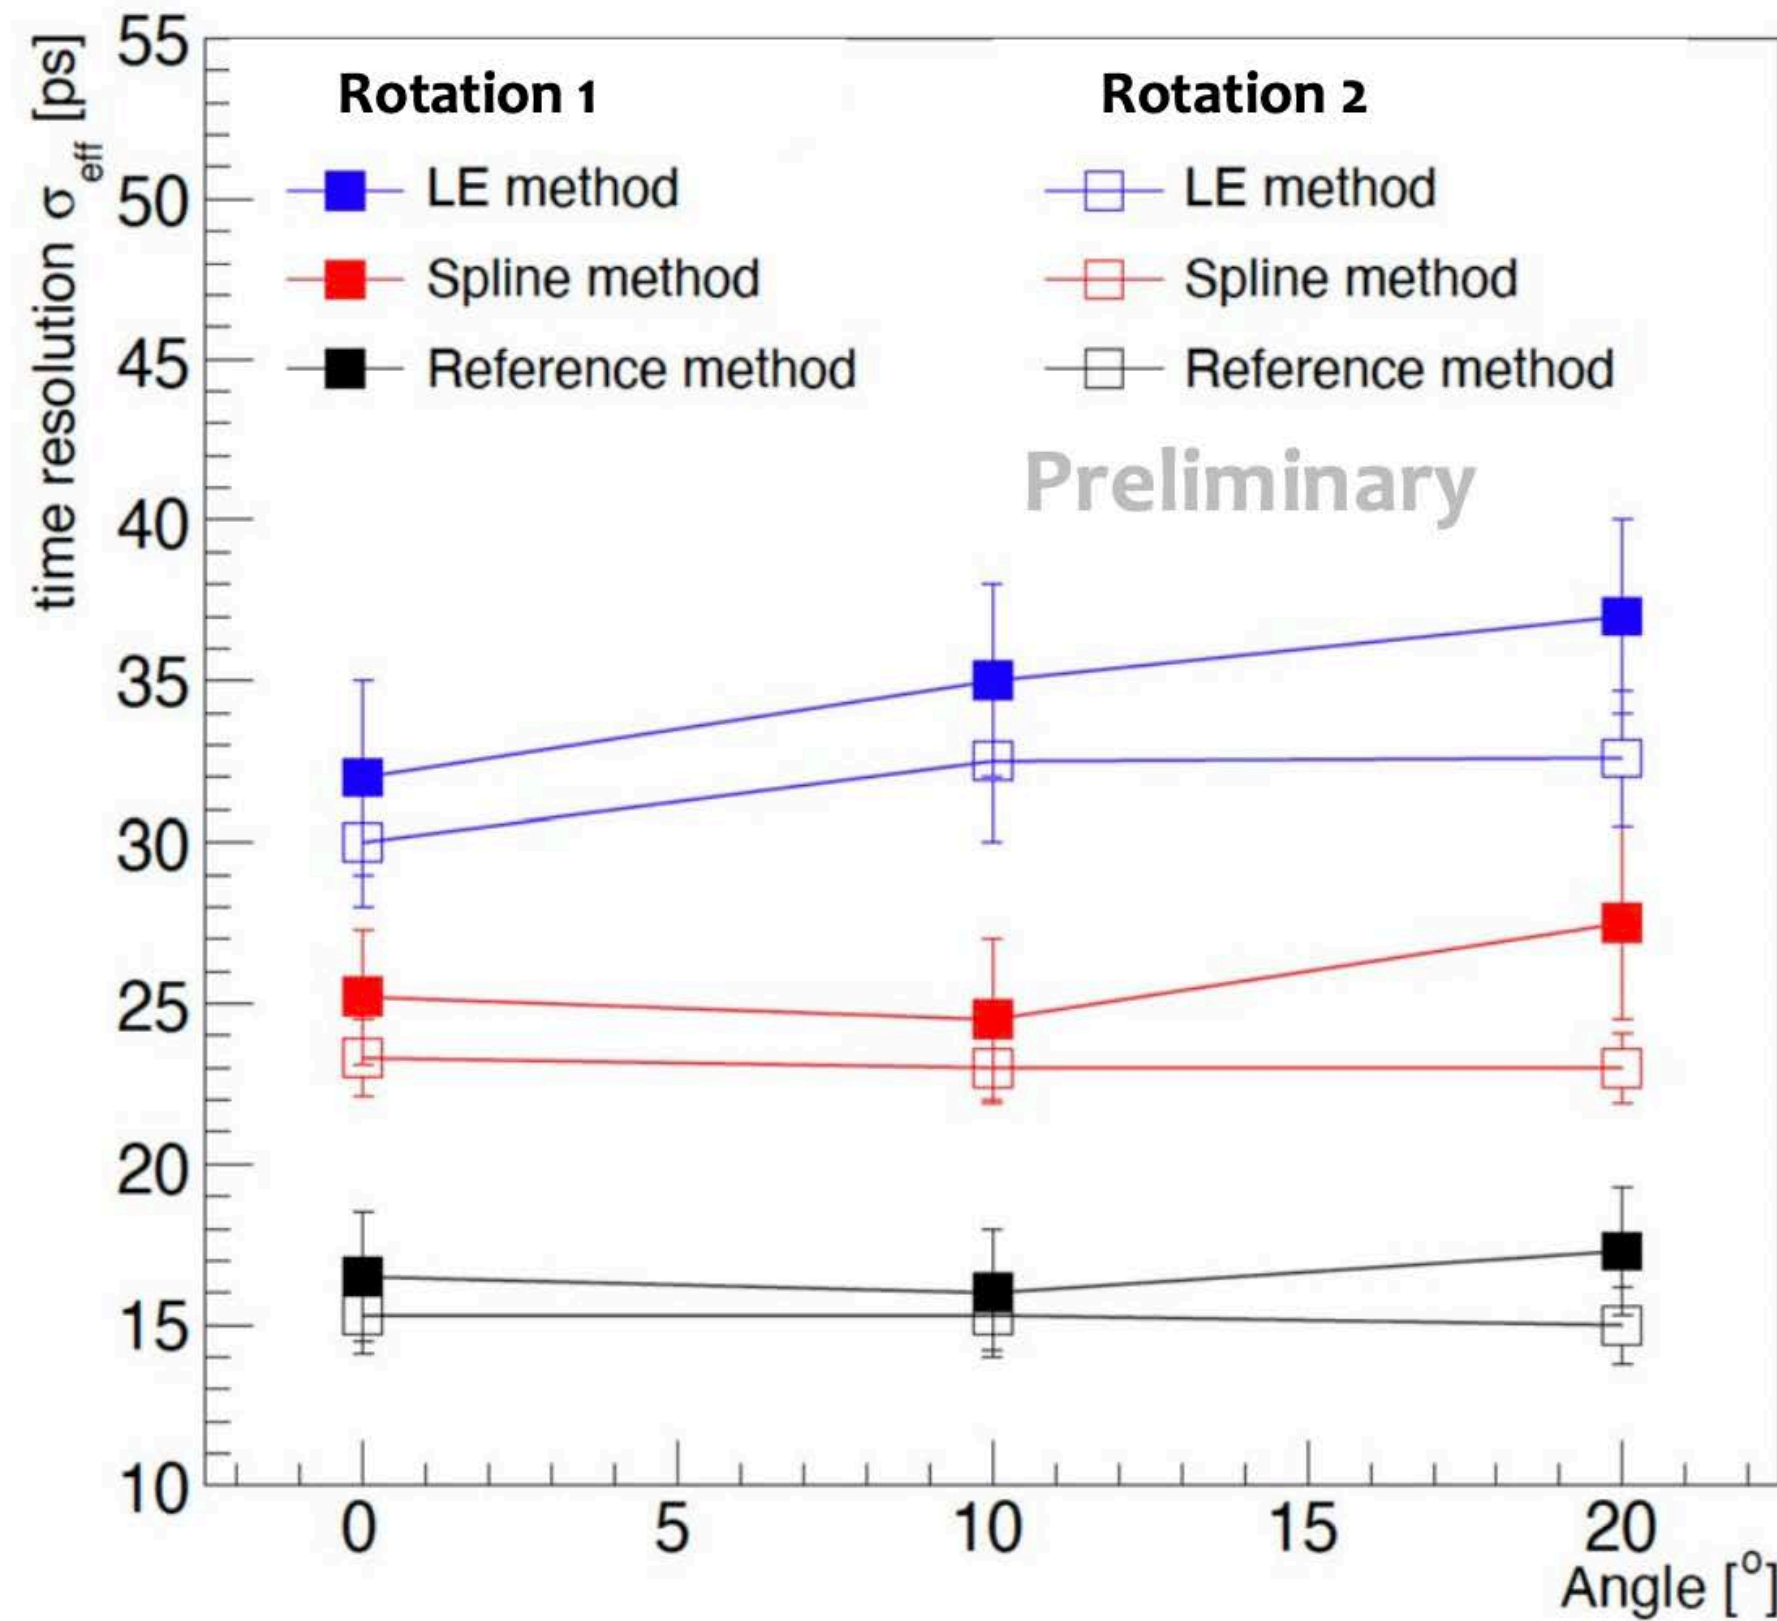 time resolution σeff [ps]
55
50
45
40
35
30
25
20
15
10
Rotation 1
LE method
Spline method
Reference method
Rotation 2
LE method
Spline method
Reference method
Preliminary
0 5 10 15 20
Angle [°]